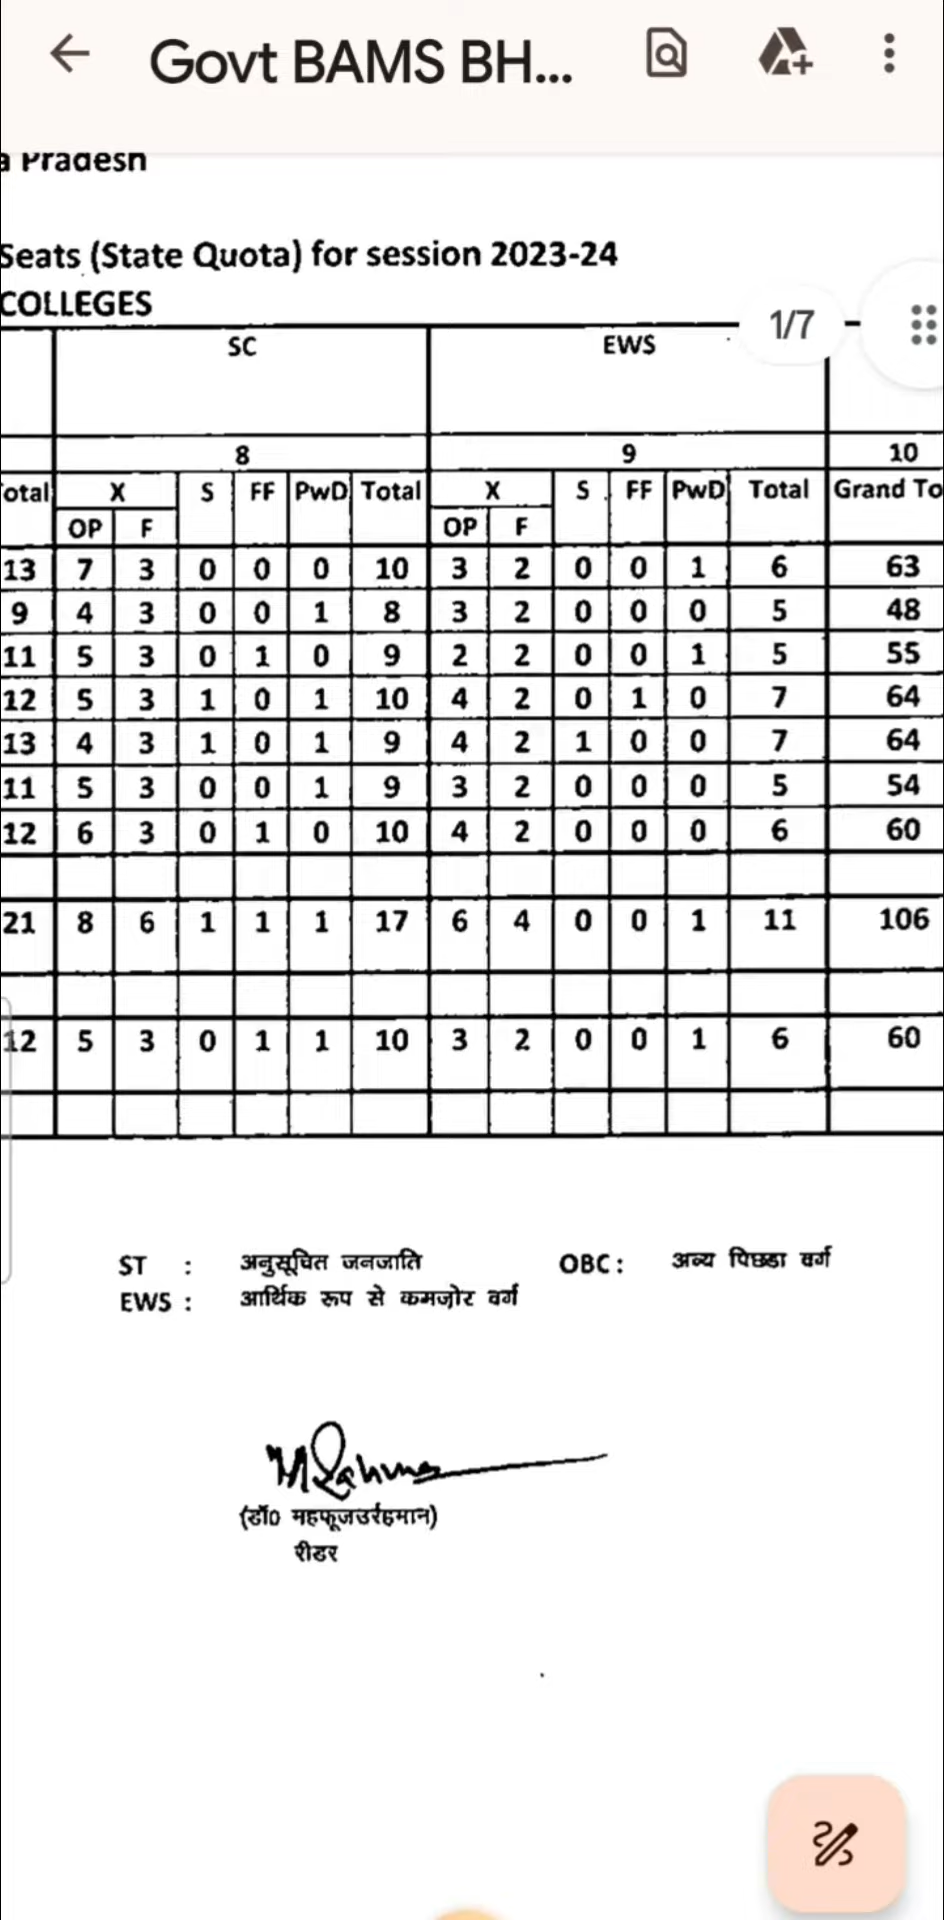 Govt BAMS BH...
a Pradesh
Seats (State Quota) for session 2023-24
COLLEGES
1/7
SC EWS
8 9 10
otal X S FF PwD Total X S FF PwD Total Grand To
OP F OP F
13 7 3 0 0 0 10 3 2 0 0 1 6 63
9 4 3 0 0 1 8 3 2 0 0 0 5 48
11 5 3 0 1 0 9 2 2 0 0 1 5 55
12 5 3 1 0 1 10 4 2 0 1 0 7 64
13 4 3 1 0 1 9 4 2 1 0 0 7 64
11 5 3 0 0 1 9 3 2 0 0 0 5 54
12 6 3 0 1 0 10 4 2 0 0 0 6 60
21 8 6 1 1 1 17 6 4 0 0 1 11 106
12 5 3 0 1 1 10 3 2 0 0 1 6 60
ST : अनुसूचित जनजाति OBC : अन्य पिछडा वर्ग
EWS : आर्थिक रूप से कमज़ोर वर्ग
(डॉ0 महफूजउर्रहमान)
रीडर